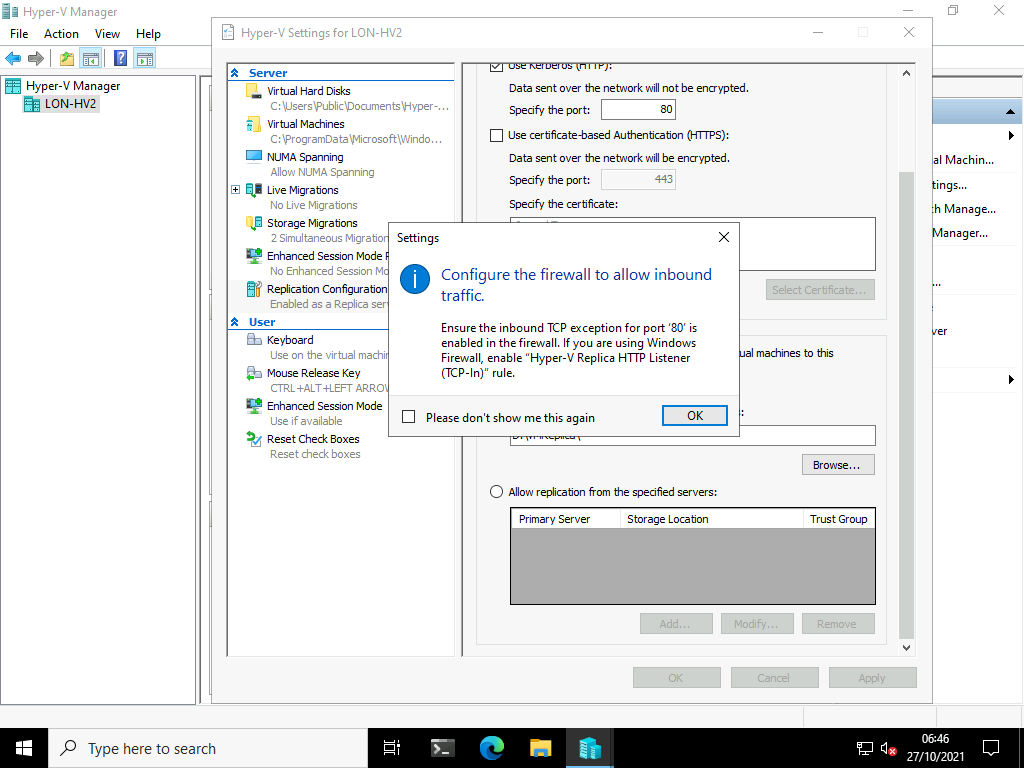 Hyper-V Manager
File Action View Help
Hyper-V Manager
LON-HV2
Hyper-V Settings for LON-HV2
Server
Virtual Hard Disks
C:\Users\Public\Documents\Hyper-...
Virtual Machines
C:\ProgramData\Microsoft\Windo...
NUMA Spanning
Allow NUMA Spanning
Live Migrations
No Live Migrations
Storage Migrations
2 Simultaneous Migration
Enhanced Session Mode P
No Enhanced Session Mo
Replication Configuration
Enabled as a Replica serv
User
Keyboard
Use on the virtual machin
Mouse Release Key
CTRL+ALT+LEFT ARROW
Enhanced Session Mode
Use if available
Reset Check Boxes
Reset check boxes
Use Kerberos (HTTP):
Data sent over the network will not be encrypted.
Specify the port: 80
Use certificate-based Authentication (HTTPS):
Data sent over the network will be encrypted.
Specify the port: 443
Specify the certificate:
Select Certificate...
ual machines to this
s:
Browse...
Allow replication from the specified servers:
Primary Server Storage Location Trust Group
Add... Modify... Remove
OK Cancel Apply
Settings
Configure the firewall to allow inbound
traffic.
Ensure the inbound TCP exception for port '80' is
enabled in the firewall. If you are using Windows
Firewall, enable "Hyper-V Replica HTTP Listener
(TCP-In)" rule.
Please don't show me this again
OK
al Machin...
tings...
h Manage...
Manager...
...
ver
Type here to search
06:46
27/10/2021